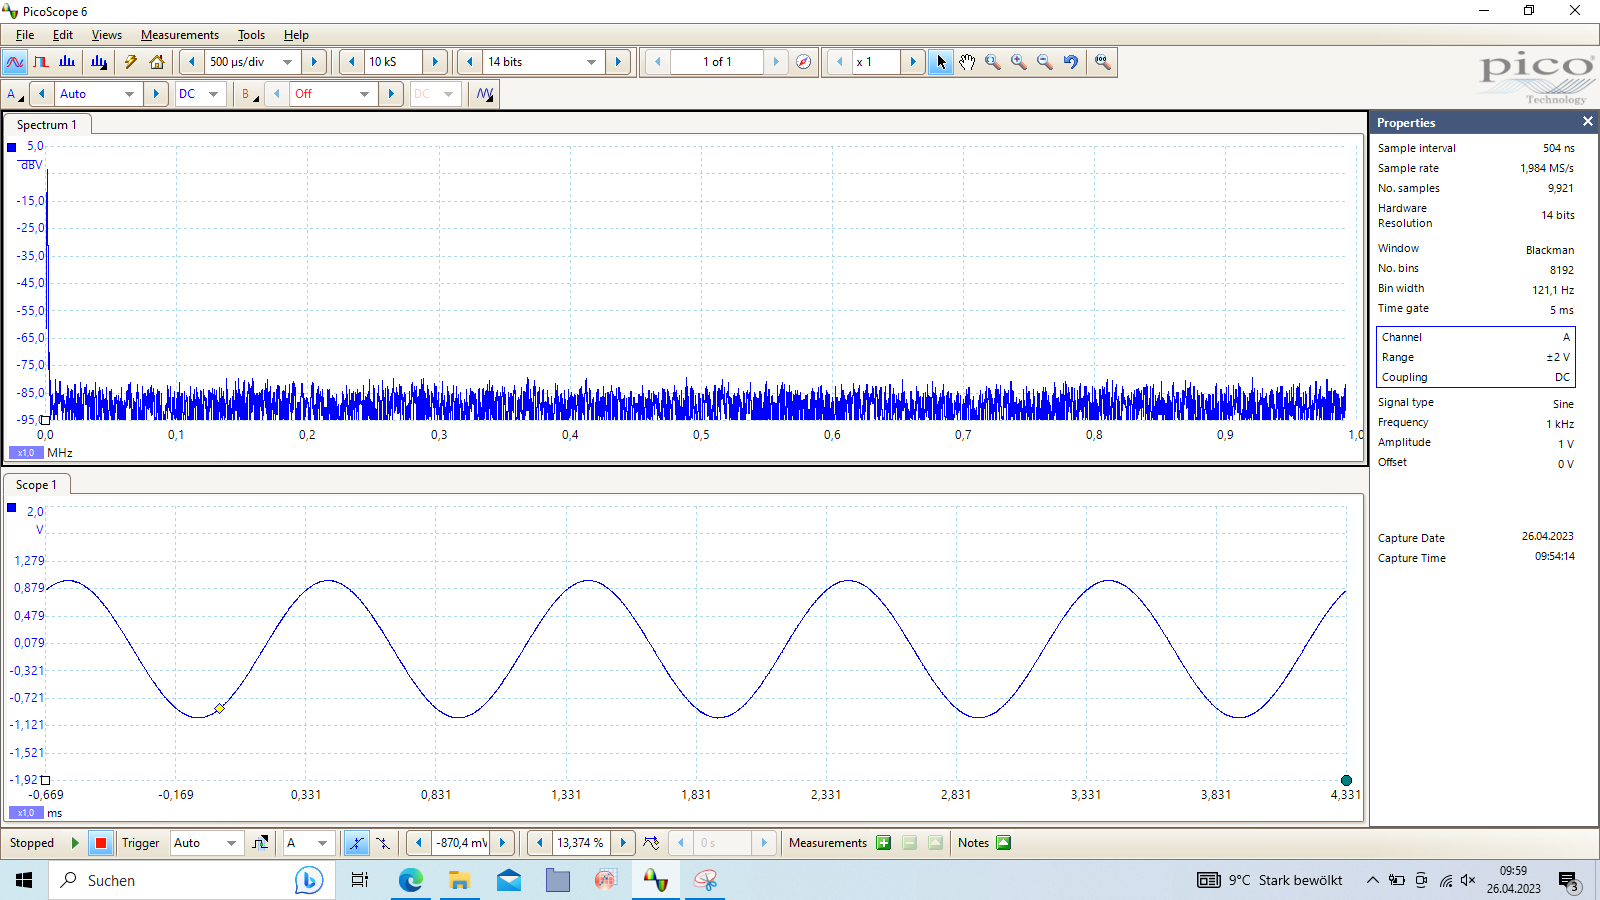 PicoScope 6
File Edit Views Measurements Tools Help
500 µs/div 10 kS 14 bits 1 of 1 x 1
A Auto DC B Off DC
pico
Technology
Spectrum 1
5,0
dBV
-15,0
-25,0
-35,0
-45,0
-55,0
-65,0
-75,0
-85,0
-95,0
0,0 0,1 0,2 0,3 0,4 0,5 0,6 0,7 0,8 0,9 1,0
x1,0 MHz
Scope 1
2,0
V
1,279
0,879
0,479
0,079
-0,321
-0,721
-1,121
-1,521
-1,921
-0,669 -0,169 0,331 0,831 1,331 1,831 2,331 2,831 3,331 3,831 4,331
x1,0 ms
Properties
Sample interval 504 ns
Sample rate 1,984 MS/s
No. samples 9,921
Hardware
Resolution 14 bits
Window Blackman
No. bins 8192
Bin width 121,1 Hz
Time gate 5 ms
Channel A
Range ±2 V
Coupling DC
Signal type Sine
Frequency 1 kHz
Amplitude 1 V
Offset 0 V
Capture Date 26.04.2023
Capture Time 09:54:14
Stopped Trigger Auto A -870,4 mV 13,374 % 0 s Measurements Notes
Suchen 9°C Stark bewölkt 09:59
26.04.2023 3